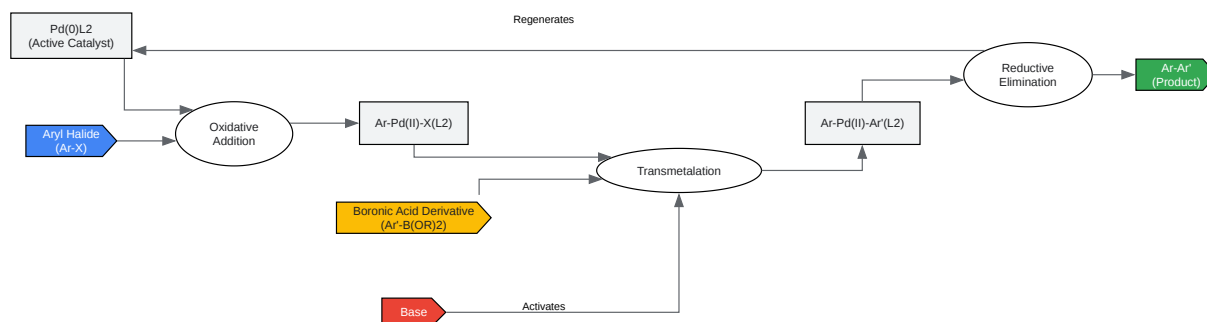 Regenerates
Pd(0)L2
(Active Catalyst)
Reductive
Elimination
Ar-Ar'
(Product)
Aryl Halide
(Ar-X)
Oxidative
Addition
Ar-Pd(II)-X(L2)
Ar-Pd(II)-Ar'(L2)
Transmetalation
Boronic Acid Derivative
(Ar'-B(OR)2)
Base
Activates